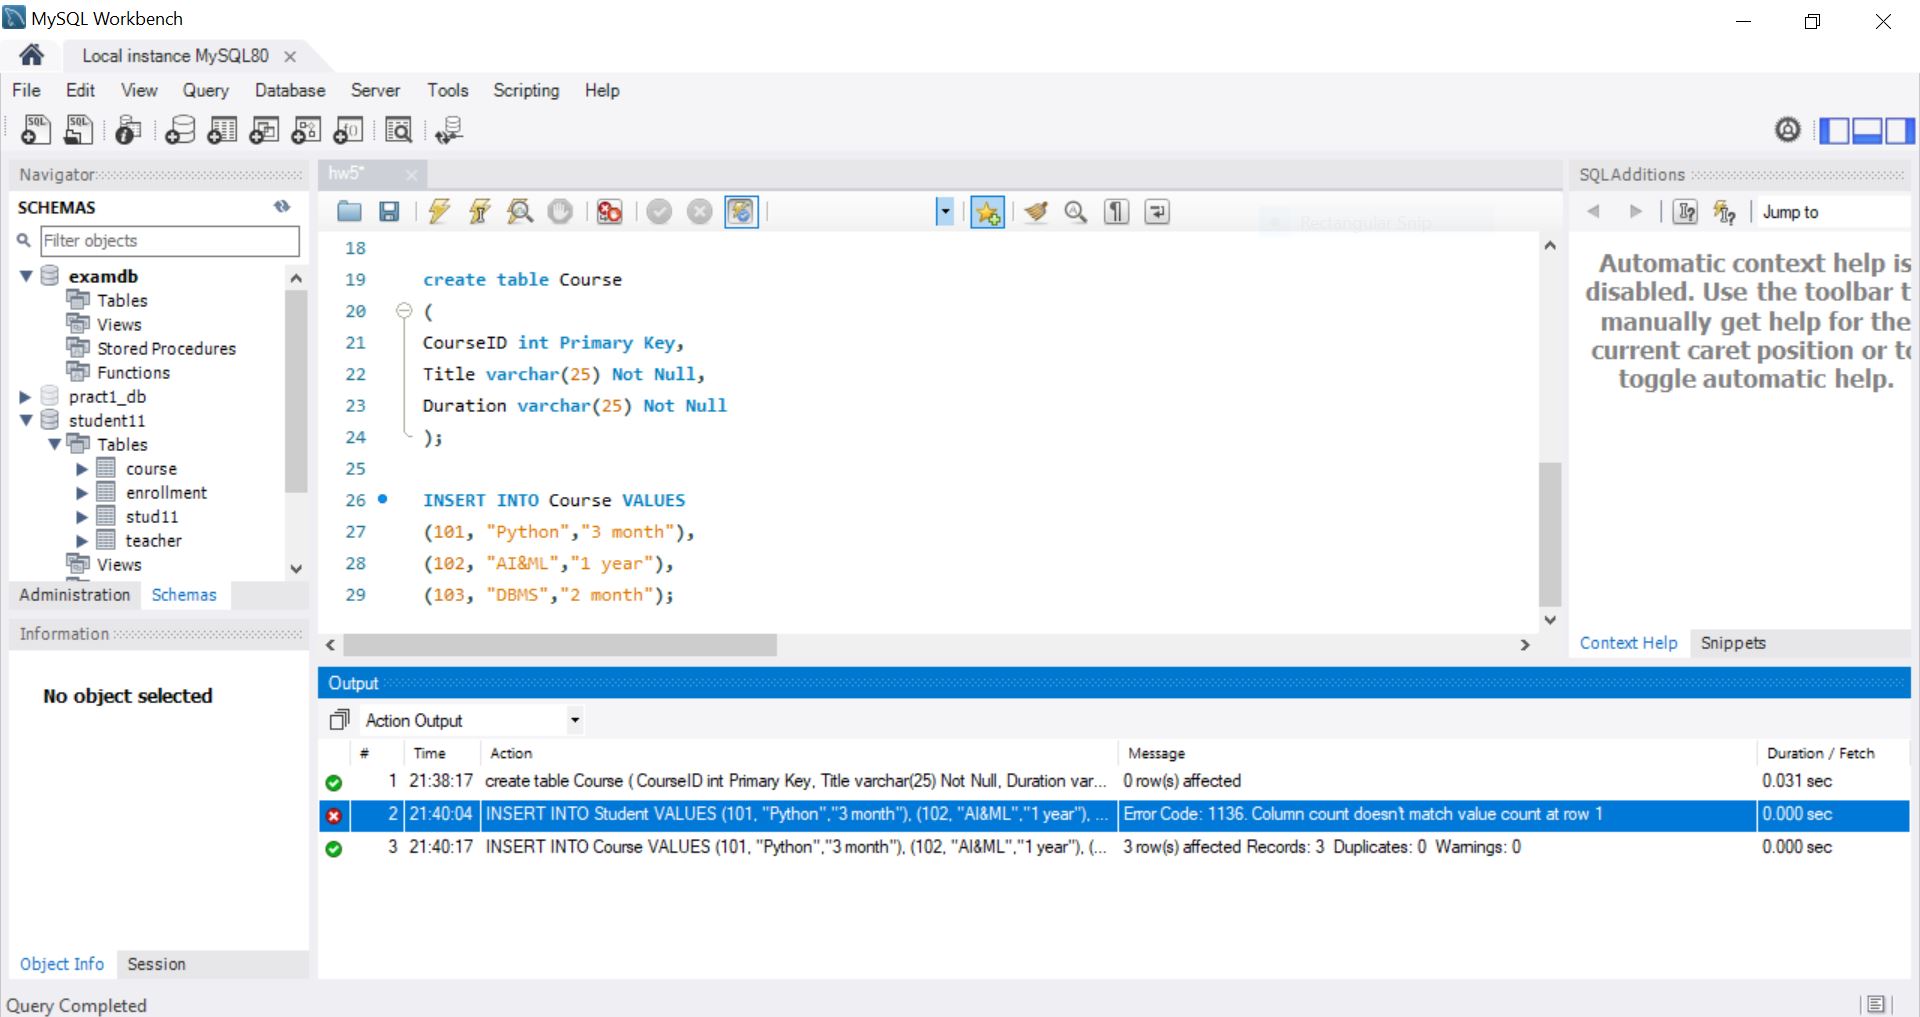 MySQL Workbench
Local instance MySQL80
File Edit View Query Database Server Tools Scripting Help
Navigator
SCHEMAS
Filter objects
examdb
Tables
Views
Stored Procedures
Functions
pract1_db
student11
Tables
course
enrollment
stud11
teacher
Views
Administration Schemas
Information
No object selected
Object Info Session
Query Completed
hw5*
Rectangular Snip
18
19 create table Course
20 (
21 CourseID int Primary Key,
22 Title varchar(25) Not Null,
23 Duration varchar(25) Not Null
24 );
25
26 INSERT INTO Course VALUES
27 (101, "Python","3 month"),
28 (102, "AI&ML","1 year"),
29 (103, "DBMS","2 month");
SQLAdditions
Jump to
Automatic context help is
disabled. Use the toolbar t
manually get help for the
current caret position or to
toggle automatic help.
Context Help Snippets
Output
Action Output
# Time Action Message Duration / Fetch
1 21:38:17 create table Course ( CourseID int Primary Key, Title varchar(25) Not Null, Duration var... 0 row(s) affected 0.031 sec
2 21:40:04 INSERT INTO Student VALUES (101, "Python","3 month"), (102, "AI&ML","1 year"), ... Error Code: 1136. Column count doesn't match value count at row 1 0.000 sec
3 21:40:17 INSERT INTO Course VALUES (101, "Python","3 month"), (102, "AI&ML","1 year"), (... 3 row(s) affected Records: 3 Duplicates: 0 Warnings: 0 0.000 sec